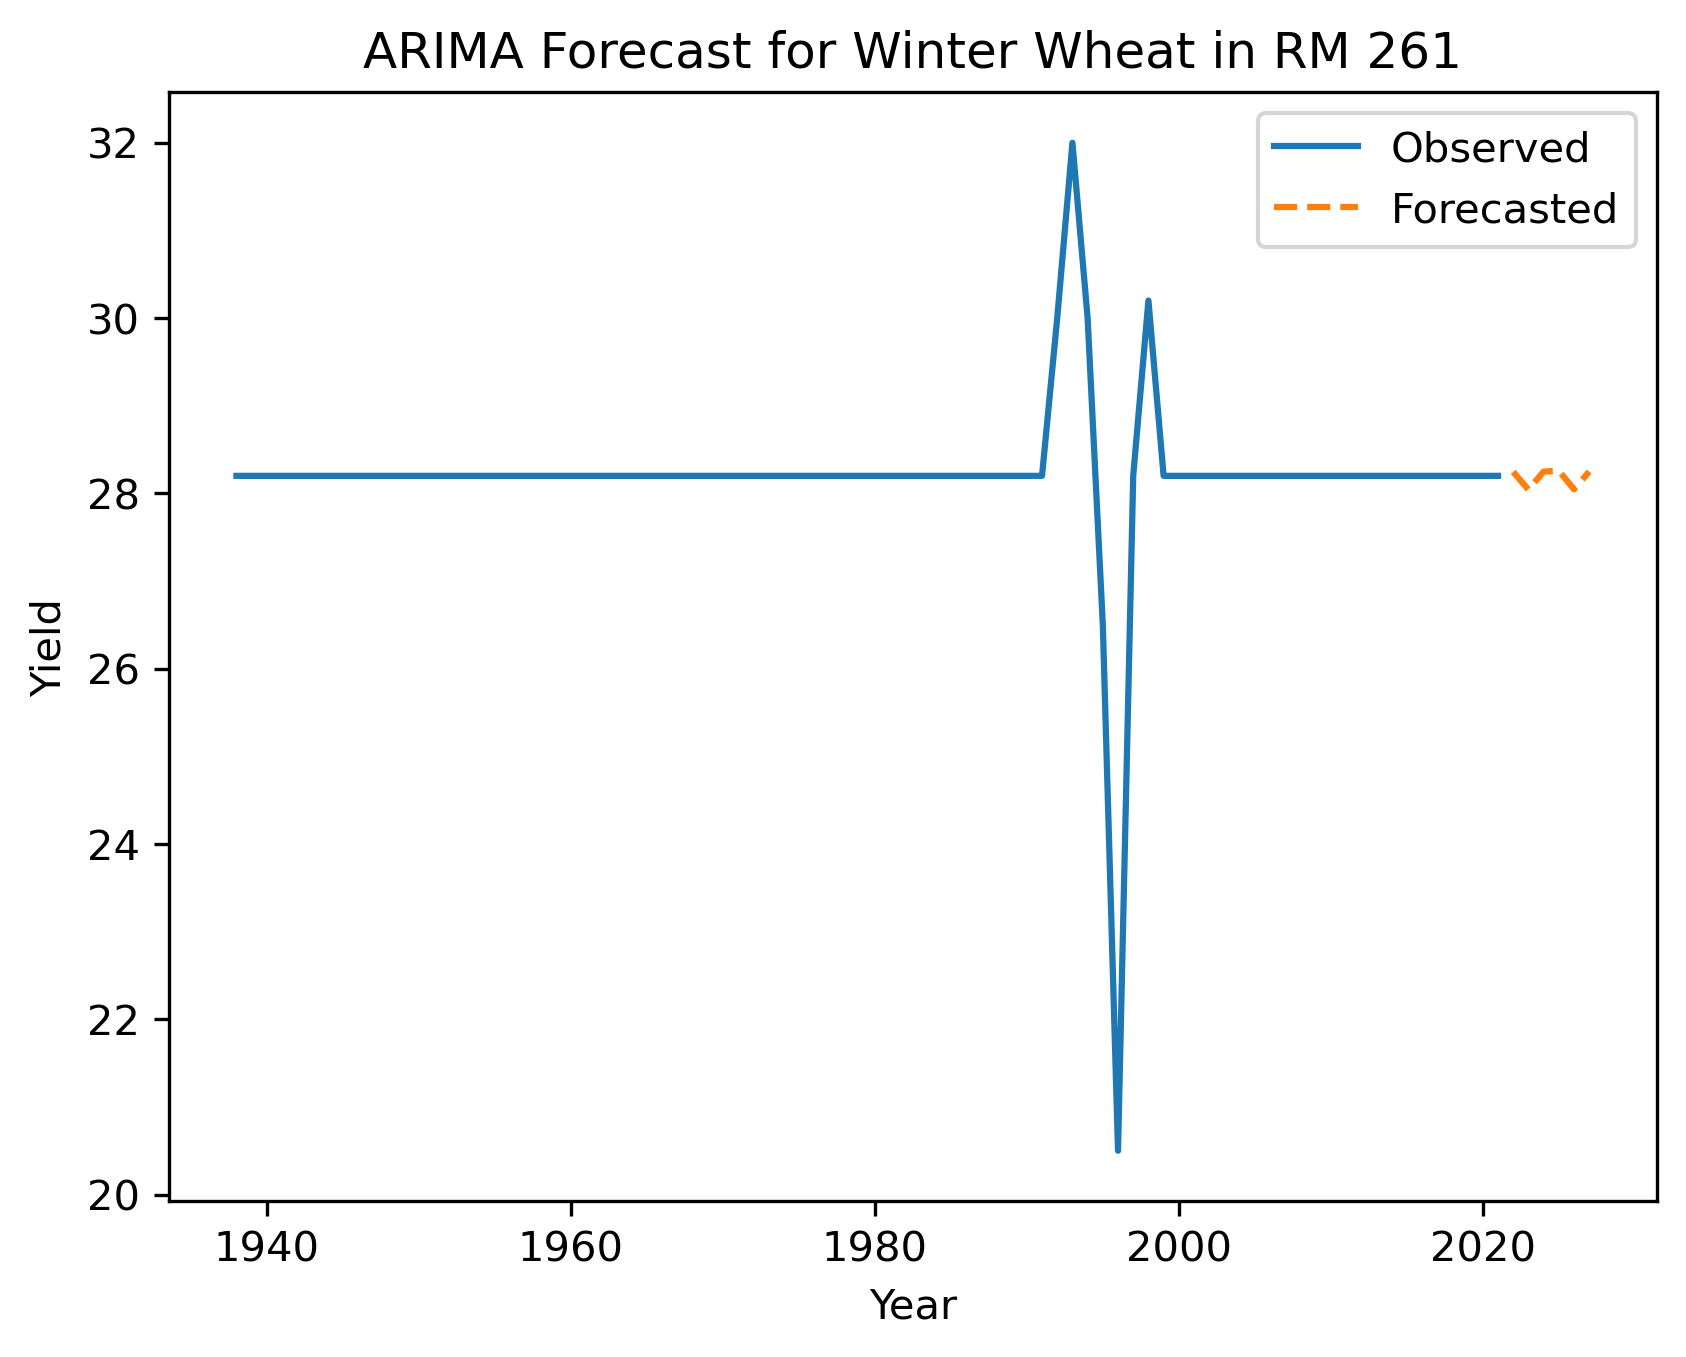 ARIMA Forecast for Winter Wheat in RM 261
Observed
Forecasted
32
30
28
26
24
22
20
Yield
1940 1960 1980 2000 2020
Year